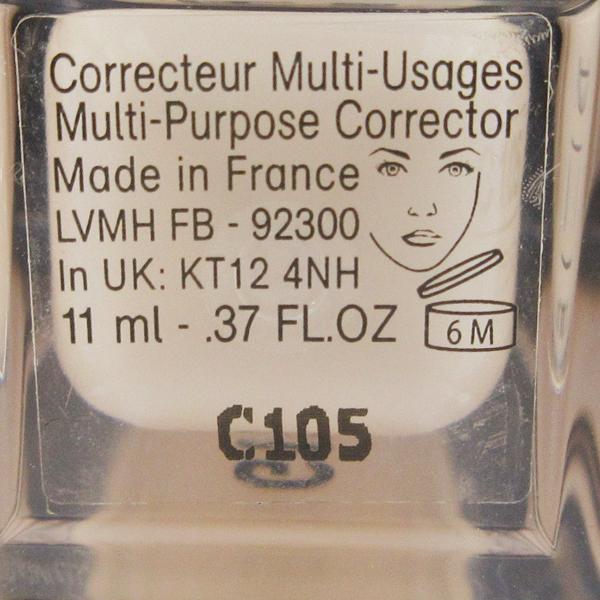 Correcteur Multi-Usages
Multi-Purpose Corrector
Made in France
LVMH FB - 92300
In UK: KT12 4NH
11 ml - .37 FL.OZ
6 M
C105